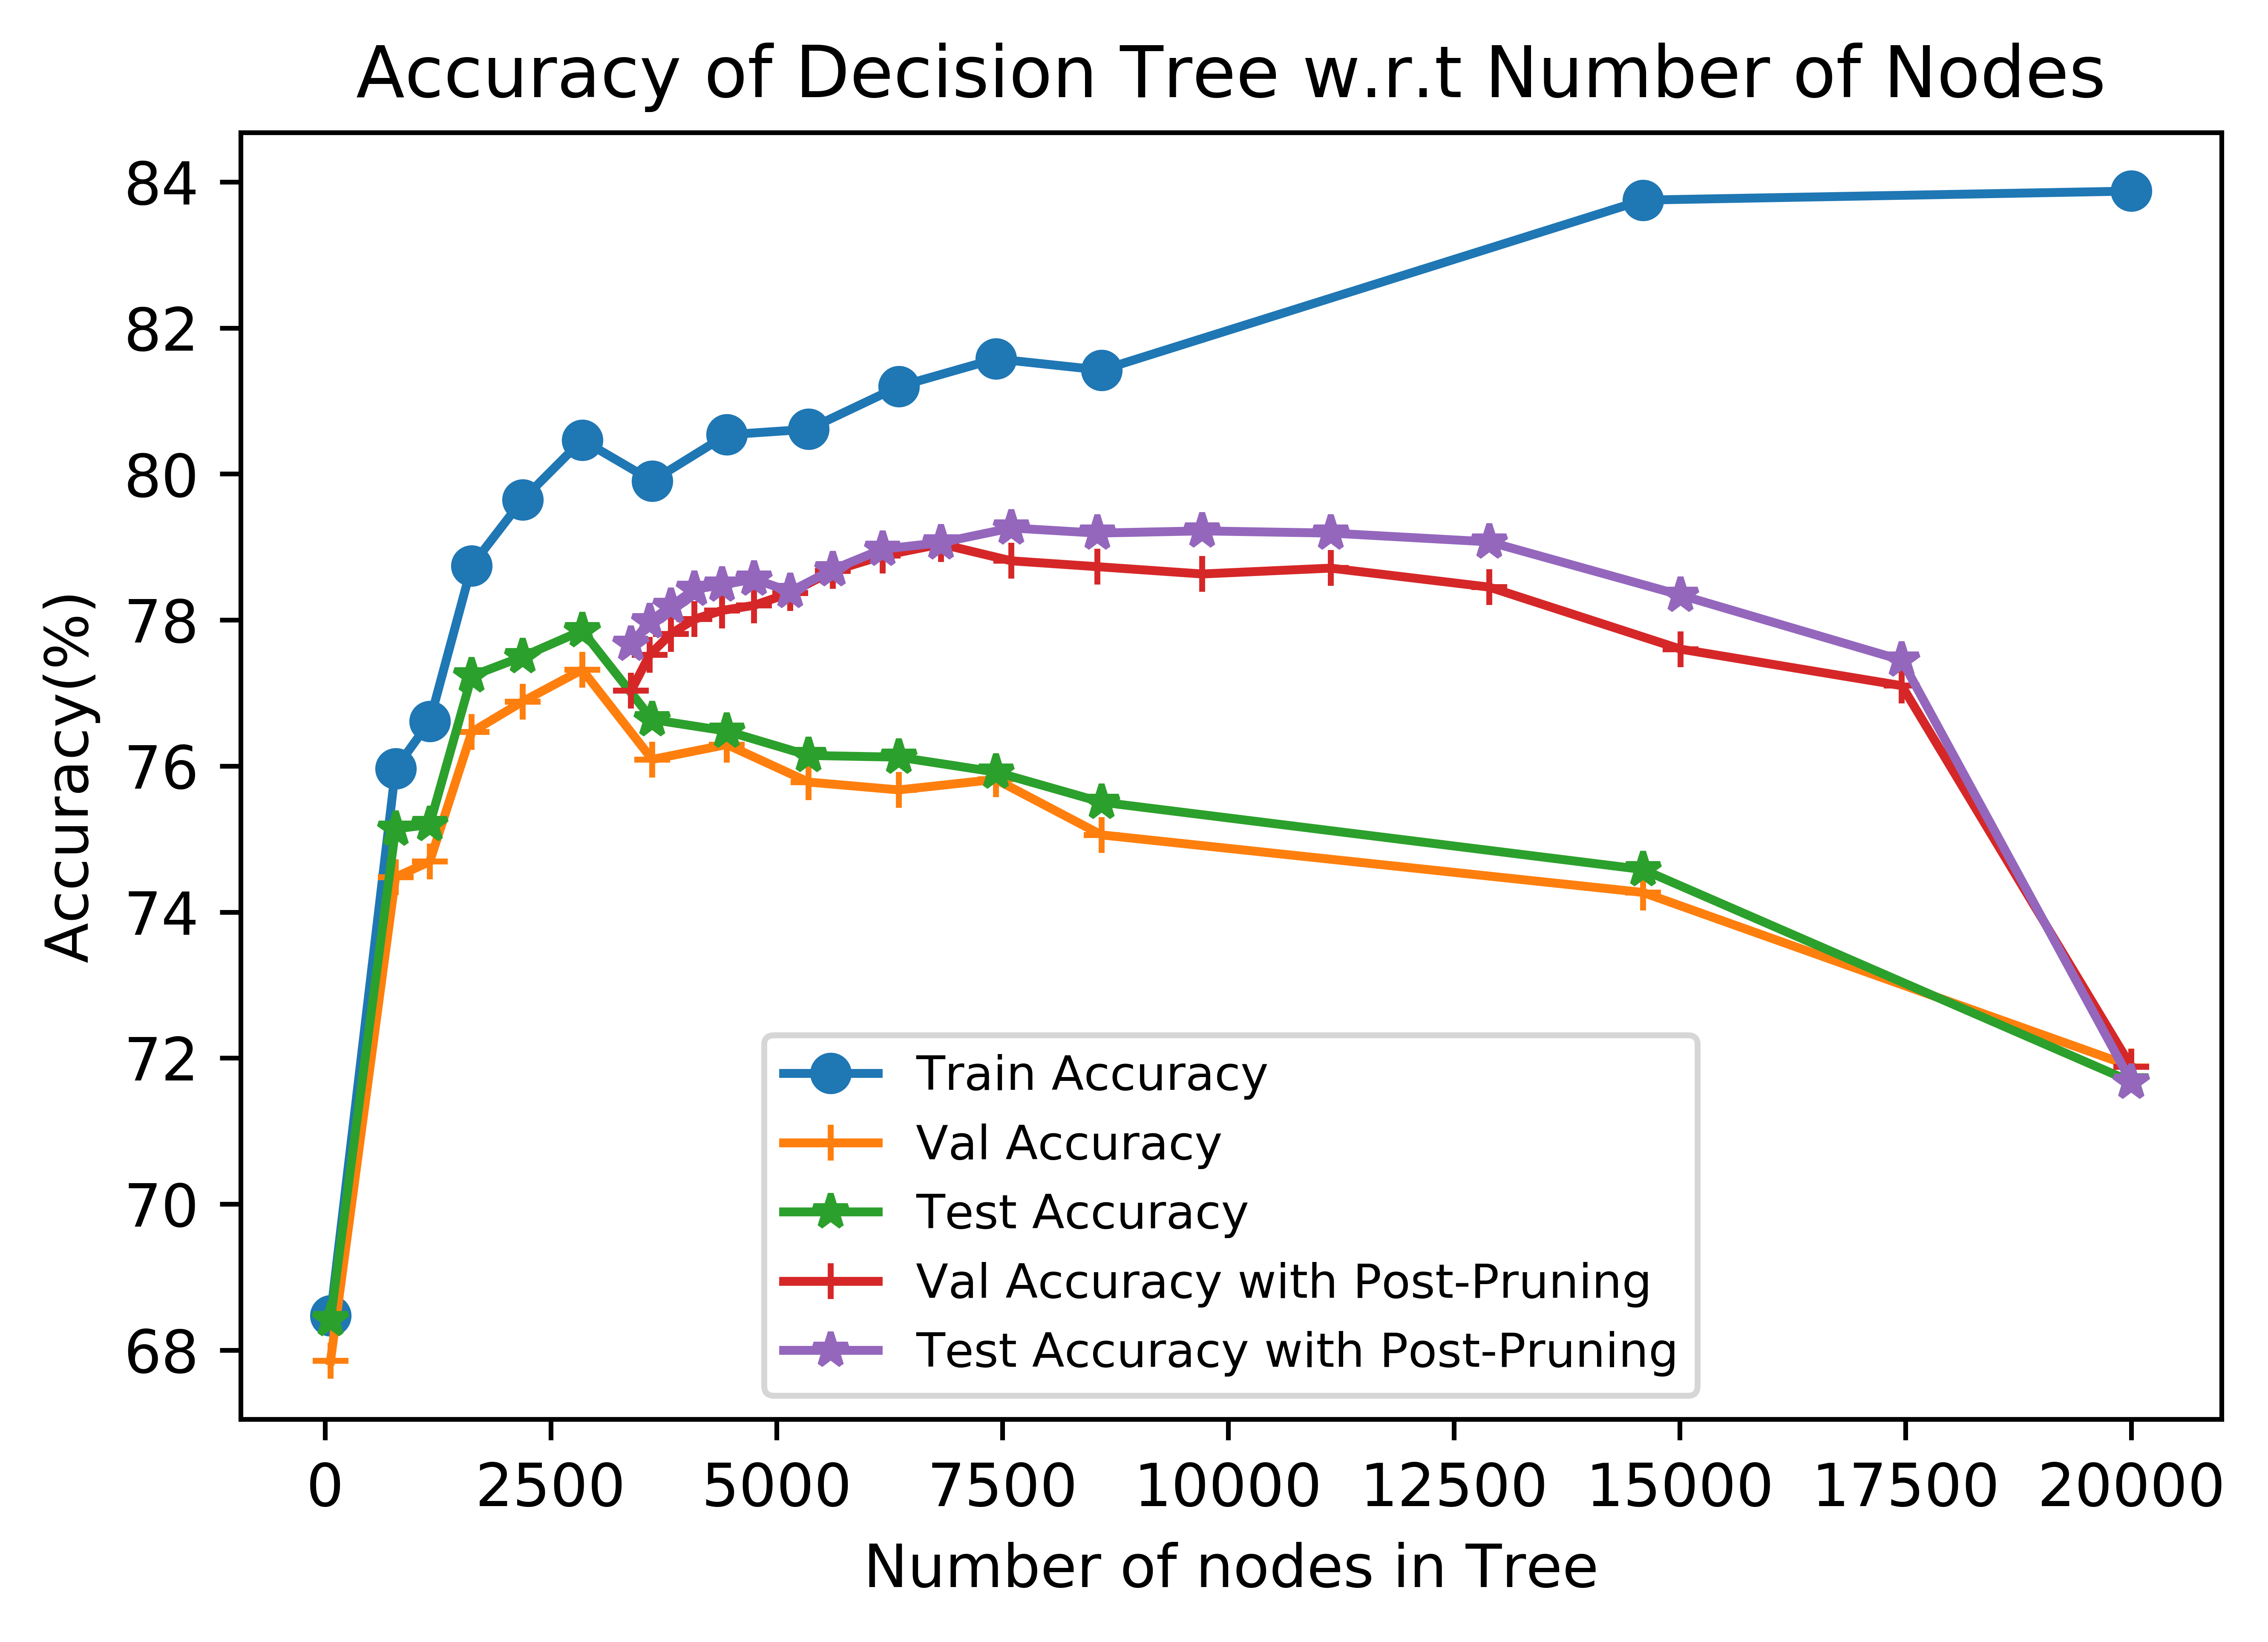 Accuracy of Decision Tree w.r.t Number of Nodes
Accuracy(%)
84
82
80
78
76
74
72
70
68
Train Accuracy
Val Accuracy
Test Accuracy
Val Accuracy with Post-Pruning
Test Accuracy with Post-Pruning
0 2500 5000 7500 10000 12500 15000 17500 20000
Number of nodes in Tree